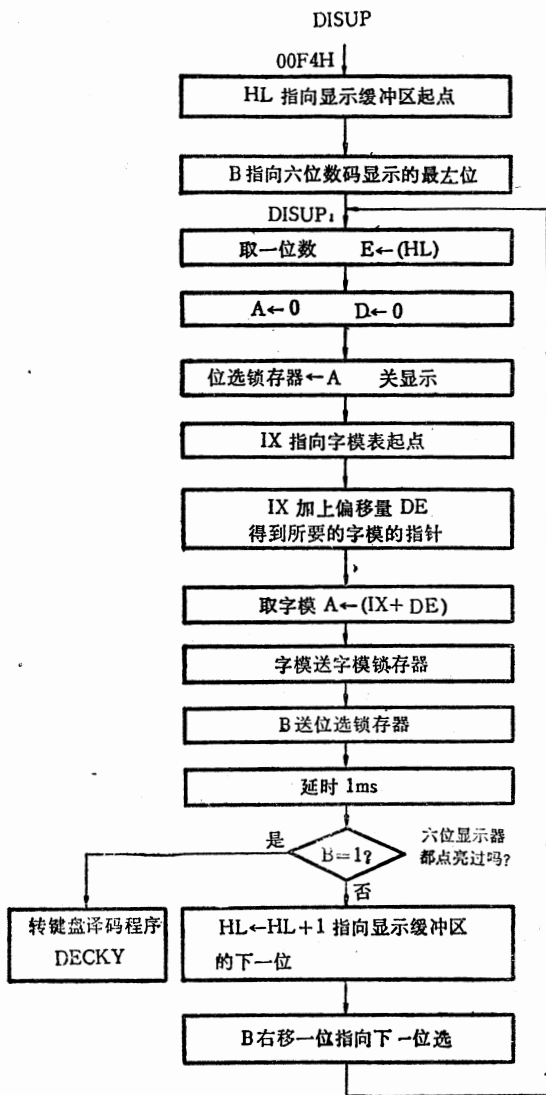 DISUP
00F4H
HL 指向显示缓冲区起点
B指向六位数码显示的最左位
DISUP₁
取一位数 E←(HL)
A←0 D←0
位选锁存器←A 关显示
IX 指向字模表起点
IX 加上偏移量 DE
得到所要的字模的指针
取字模 A←(IX+DE)
字模送字模锁存器
B送位选锁存器
延时 1ms
是
B=1?
六位显示器
都点亮过吗?
否
转键盘译码程序
DECKY
HL←HL+1 指向显示缓冲区
的下一位
B右移一位指向下一位选